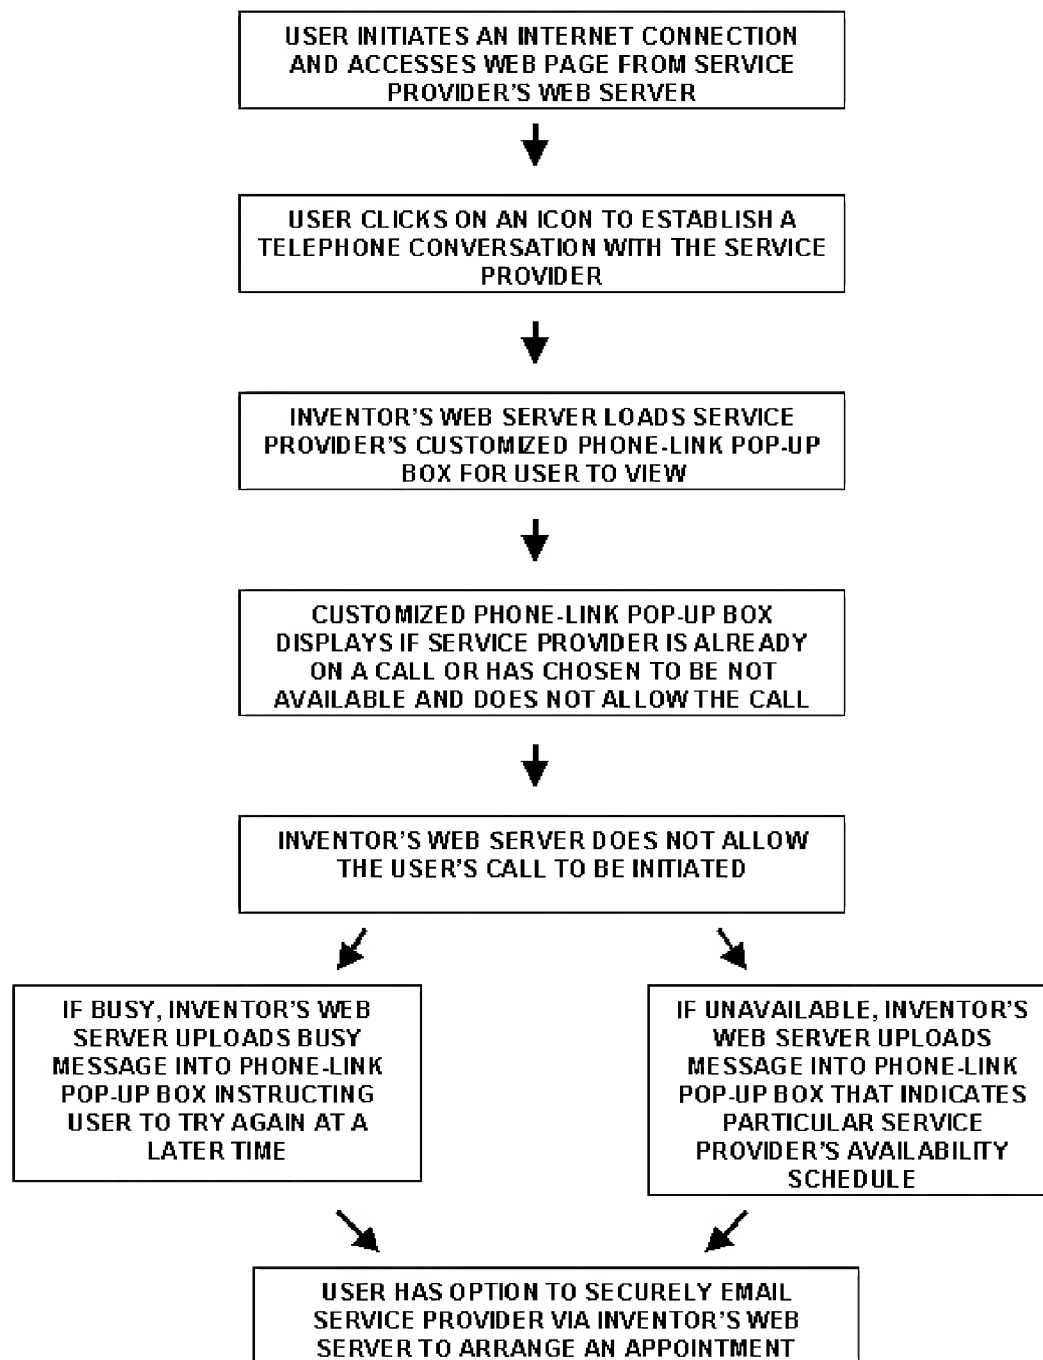 USER INITIATES AN INTERNET CONNECTION
AND ACCESSES WEB PAGE FROM SERVICE
PROVIDER'S WEB SERVER
USER CLICKS ON AN ICON TO ESTABLISH A
TELEPHONE CONVERSATION WITH THE SERVICE
PROVIDER
INVENTOR'S WEB SERVER LOADS SERVICE
PROVIDER'S CUSTOMIZED PHONE-LINK POP-UP
BOX FOR USER TO VIEW
CUSTOMIZED PHONE-LINK POP-UP BOX
DISPLAYS IF SERVICE PROVIDER IS ALREADY
ON A CALL OR HAS CHOSEN TO BE NOT
AVAILABLE AND DOES NOT ALLOW THE CALL
INVENTOR'S WEB SERVER DOES NOT ALLOW
THE USER'S CALL TO BE INITIATED
IF BUSY, INVENTOR'S WEB
SERVER UPLOADS BUSY
MESSAGE INTO PHONE-LINK
POP-UP BOX INSTRUCTING
USER TO TRY AGAIN AT A
LATER TIME
IF UNAVAILABLE, INVENTOR'S
WEB SERVER UPLOADS
MESSAGE INTO PHONE-LINK
POP-UP BOX THAT INDICATES
PARTICULAR SERVICE
PROVIDER'S AVAILABILITY
SCHEDULE
USER HAS OPTION TO SECURELY EMAIL
SERVICE PROVIDER VIA INVENTOR'S WEB
SERVER TO ARRANGE AN APPOINTMENT